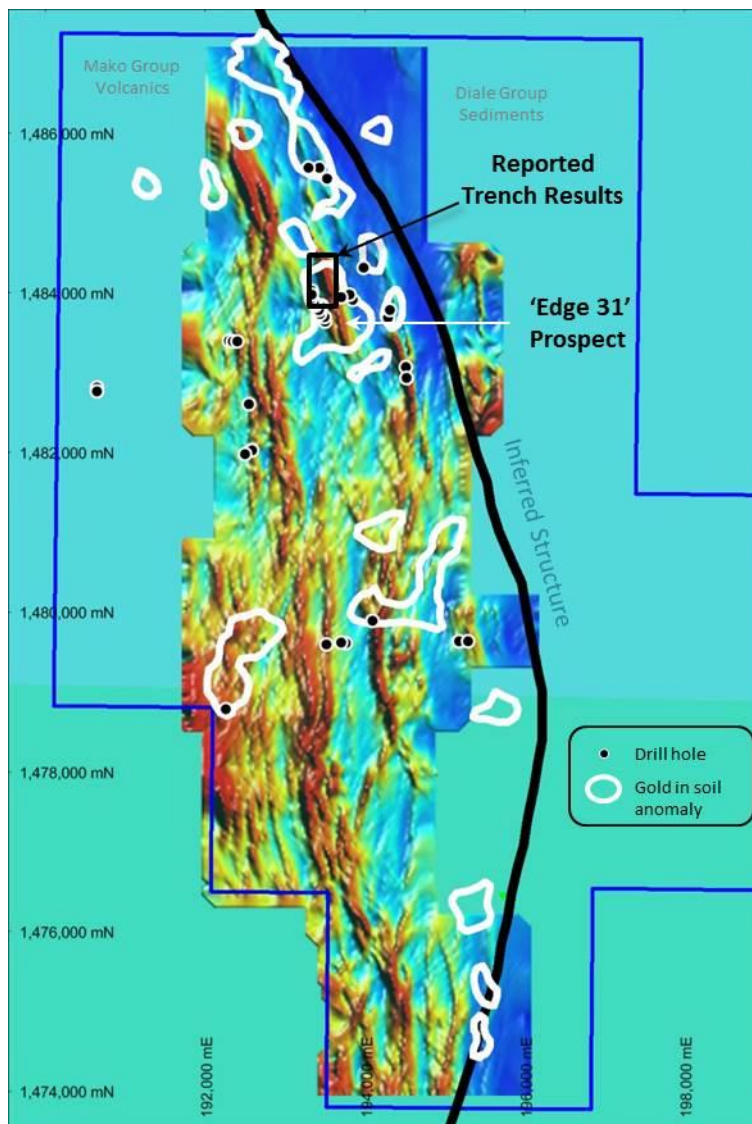 Mako Group
Volcanics
Diale Group
Sediments
1,486,000 mN
Reported
Trench Results
1,484,000 mN
‘Edge 31’
Prospect
1,482,000 mN
Inferred Structure
1,480,000 mN
Drill hole
1,478,000 mN
Gold in soil
anomaly
1,476,000 mN
192,000 mE
194,000 mE
196,000 mE
198,000 mE
1,474,000 mN